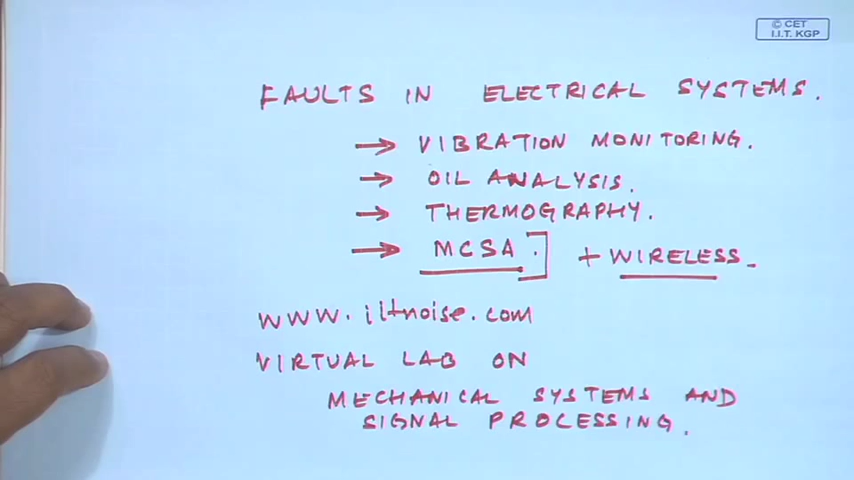 © CET
I.I.T. KGP
FAULTS IN ELECTRICAL SYSTEMS.
→ VIBRATION MONITORING.
→ OIL ANALYSIS.
→ THERMOGRAPHY.
→ MCSA.] + WIRELESS.
www.iitnoise.com
VIRTUAL LAB ON
MECHANICAL SYSTEMS AND
SIGNAL PROCESSING.